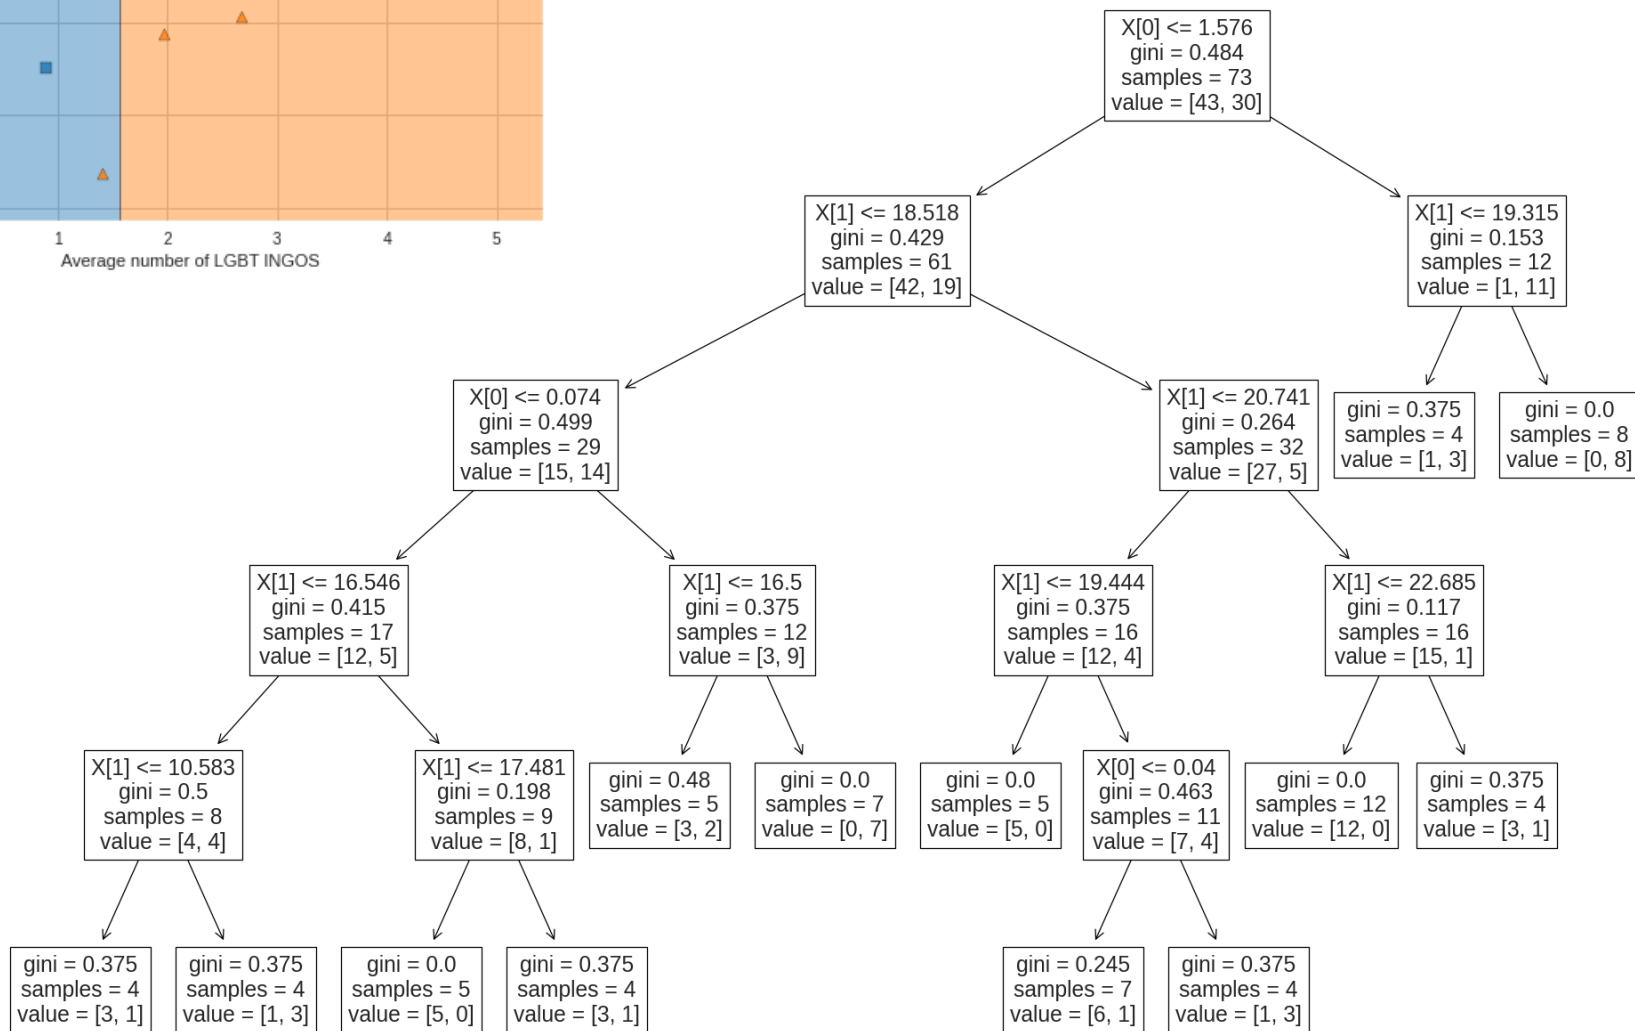 1 2 3 4 5
Average number of LGBT INGOS
X[0] <= 1.576
gini = 0.484
samples = 73
value = [43, 30]
X[1] <= 18.518
gini = 0.429
samples = 61
value = [42, 19]
X[1] <= 19.315
gini = 0.153
samples = 12
value = [1, 11]
X[0] <= 0.074
gini = 0.499
samples = 29
value = [15, 14]
X[1] <= 20.741
gini = 0.264
samples = 32
value = [27, 5]
gini = 0.375
samples = 4
value = [1, 3]
gini = 0.0
samples = 8
value = [0, 8]
X[1] <= 16.546
gini = 0.415
samples = 17
value = [12, 5]
X[1] <= 16.5
gini = 0.375
samples = 12
value = [3, 9]
X[1] <= 19.444
gini = 0.375
samples = 16
value = [12, 4]
X[1] <= 22.685
gini = 0.117
samples = 16
value = [15, 1]
X[1] <= 10.583
gini = 0.5
samples = 8
value = [4, 4]
X[1] <= 17.481
gini = 0.198
samples = 9
value = [8, 1]
gini = 0.48
samples = 5
value = [3, 2]
gini = 0.0
samples = 7
value = [0, 7]
gini = 0.0
samples = 5
value = [5, 0]
X[0] <= 0.04
gini = 0.463
samples = 11
value = [7, 4]
gini = 0.0
samples = 12
value = [12, 0]
gini = 0.375
samples = 4
value = [3, 1]
gini = 0.375
samples = 4
value = [3, 1]
gini = 0.375
samples = 4
value = [1, 3]
gini = 0.0
samples = 5
value = [5, 0]
gini = 0.375
samples = 4
value = [3, 1]
gini = 0.245
samples = 7
value = [6, 1]
gini = 0.375
samples = 4
value = [1, 3]